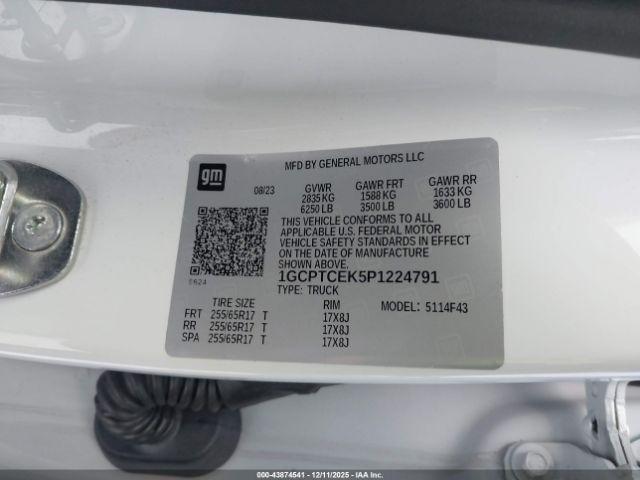 gm
MFD BY GENERAL MOTORS LLC
08/23 GVWR GAWR FRT GAWR RR
2835 KG 1588 KG 1633 KG
6250 LB 3500 LB 3600 LB
THIS VEHICLE CONFORMS TO ALL
APPLICABLE U.S. FEDERAL MOTOR
VEHICLE SAFETY STANDARDS IN EFFECT
ON THE DATE OF MANUFACTURE
SHOWN ABOVE.
1GCPTCEK5P1224791
TYPE: TRUCK
TIRE SIZE RIM MODEL: 5114F43
FRT 255/65R17 T 17X8J
RR 255/65R17 T 17X8J
SPA 255/65R17 T 17X8J
000-43874541 - 12/11/2025 - IAAI.COM